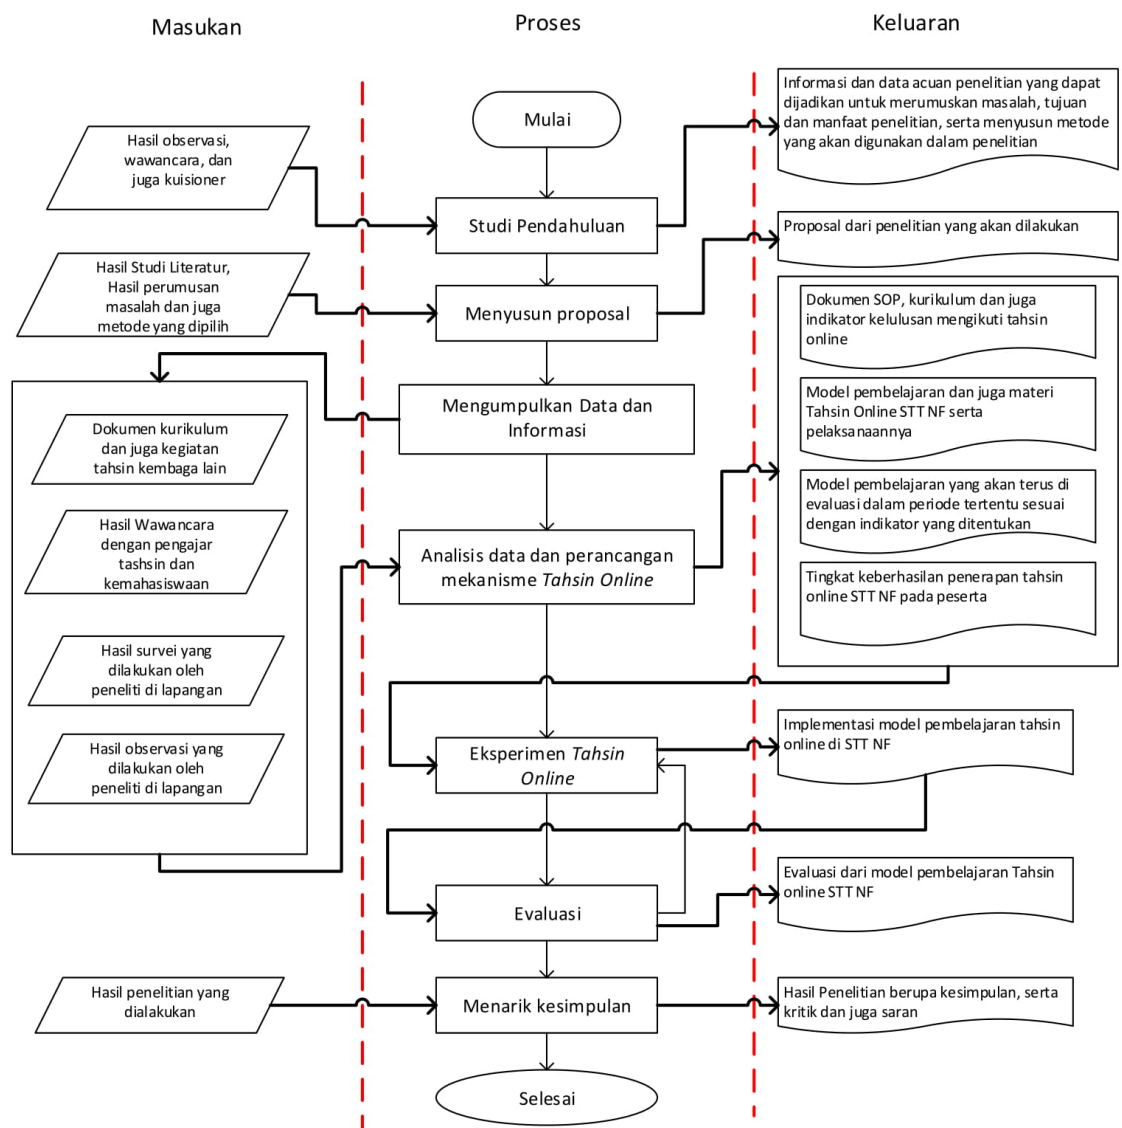 Masukan
Proses
Keluaran
Mulai
Informasi dan data acuan penelitian yang dapat
dijadikan untuk merumuskan masalah, tujuan
dan manfaat penelitian, serta menyusun metode
yang akan digunakan dalam penelitian
Hasil observasi,
wawancara, dan
juga kuisioner
Studi Pendahuluan
Proposal dari penelitian yang akan dilakukan
Hasil Studi Literatur,
Hasil perumusan
masalah dan juga
metode yang dipilih
Menyusun proposal
Dokumen SOP, kurikulum dan juga
indikator kelulusan mengikuti tahsin
online
Mengumpulkan Data dan
Informasi
Model pembelajaran dan juga materi
Tahsin Online STT NF serta
pelaksanaannya
Dokumen kurikulum
dan juga kegiatan
tahsin kembaga lain
Model pembelajaran yang akan terus di
evaluasi dalam periode tertentu sesuai
dengan indikator yang ditentukan
Hasil Wawancara
dengan pengajar
tashsin dan
kemahasiswaan
Analisis data dan perancangan
mekanisme Tahsin Online
Tingkat keberhasilan penerapan tahsin
online STT NF pada peserta
Hasil survei yang
dilakukan oleh
peneliti di lapangan
Hasil observasi yang
dilakukan oleh
peneliti di lapangan
Eksperimen Tahsin
Online
Implementasi model pembelajaran tahsin
online di STT NF
Evaluasi
Evaluasi dari model pembelajaran Tahsin
online STT NF
Hasil penelitian yang
dialakukan
Menarik kesimpulan
Hasil Penelitian berupa kesimpulan, serta
kritik dan juga saran
Selesai